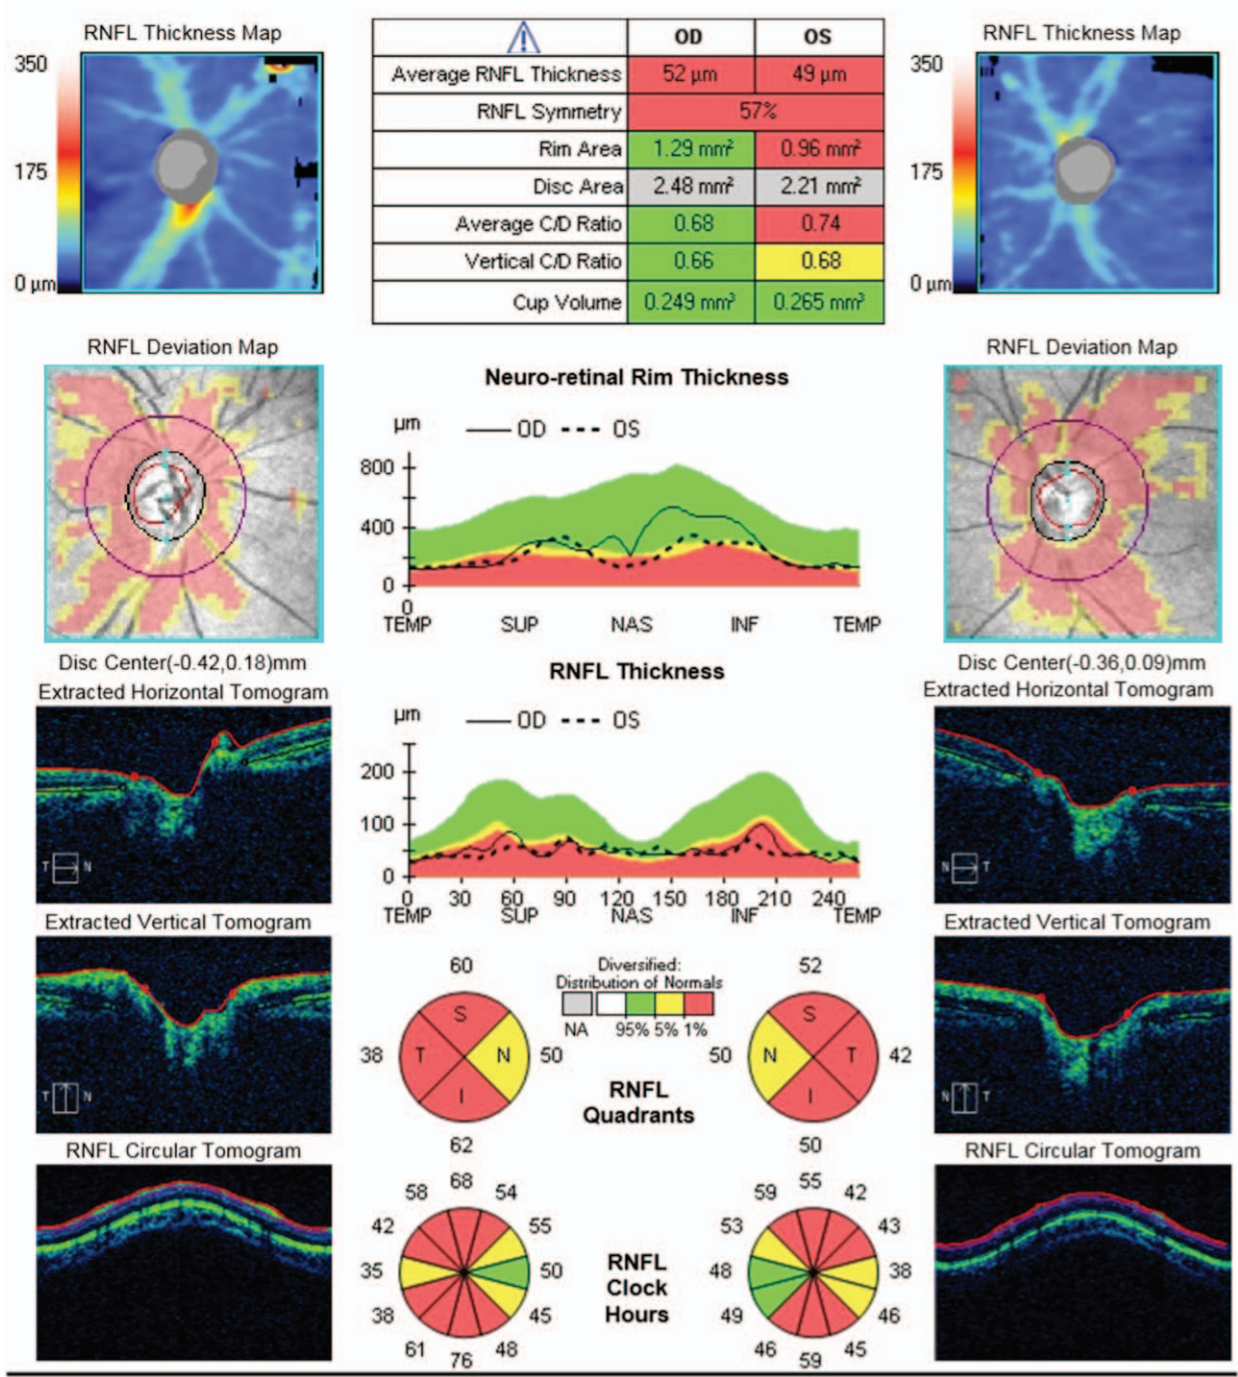 RNFL Thickness Map
350
175
0 µm
OD OS
Average RNFL Thickness 52 µm 49 µm
RNFL Symmetry 57%
Rim Area 1.29 mm² 0.96 mm²
Disc Area 2.48 mm² 2.21 mm²
Average C/D Ratio 0.68 0.74
Vertical C/D Ratio 0.66 0.68
Cup Volume 0.249 mm³ 0.265 mm³
RNFL Thickness Map
350
175
0 µm
RNFL Deviation Map
Disc Center(-0.42,0.18)mm
Neuro-retinal Rim Thickness
µm OD OS
800
400
0
0
TEMP SUP NAS INF TEMP
RNFL Deviation Map
Disc Center(-0.36,0.09)mm
Extracted Horizontal Tomogram
T N
RNFL Thickness
µm OD OS
200
100
0
0 30 60 90 120 150 180 210 240
TEMP SUP NAS INF TEMP
Extracted Horizontal Tomogram
N T
Extracted Vertical Tomogram
T N
Extracted Vertical Tomogram
N T
60
38 S T N I 50
62
Diversified:
Distribution of Normals
NA 95% 5% 1%
RNFL
Quadrants
52
50 S N T I 42
50
RNFL Circular Tomogram
68
58 54
42 55
35 50
38 45
61 48
76
RNFL
Clock
Hours
55
59 42
53 43
48 38
49 46
46 45
59
RNFL Circular Tomogram